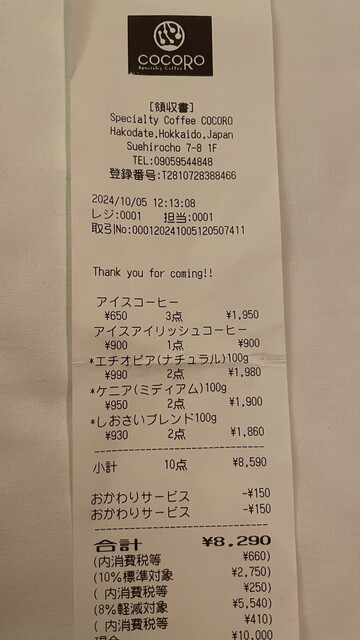 COCORO
Specialty Coffee
[領収書]
Specialty Coffee COCORO
Hakodate,Hokkaido,Japan
Suehirocho 7-8 1F
TEL:09059544848
登録番号:T2810728388466
2024/10/05 12:13:08
レジ:0001 担当:0001
取引No:000120241005120507411
Thank you for coming!!
アイスコーヒー
¥650 3点 ¥1,950
アイスアイリッシュコーヒー
¥900 1点 ¥900
*エチオピア(ナチュラル)100g
¥990 2点 ¥1,980
*ケニア(ミディアム)100g
¥950 2点 ¥1,900
*しおさいブレンド100g
¥930 2点 ¥1,860
小計 10点 ¥8,590
おかわりサービス -¥150
おかわりサービス -¥150
合計 ¥8,290
(内消費税等 ¥660)
(10%標準対象 ¥2,750)
( 内消費税等 ¥250)
(8%軽減対象 ¥5,540)
( 内消費税等 ¥410)
現金 ¥10,000